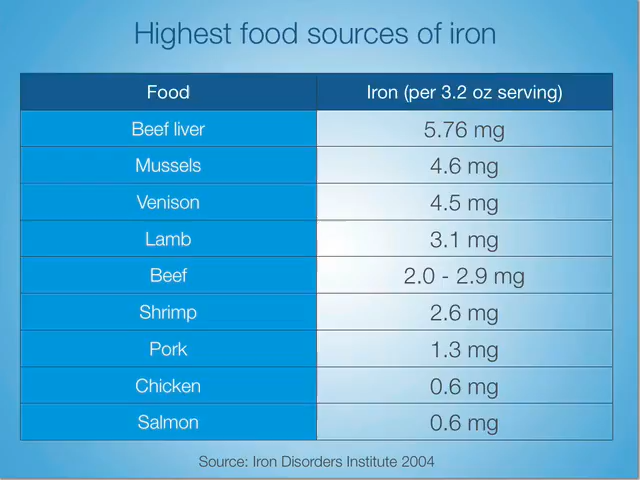 Highest food sources of iron
Food Iron (per 3.2 oz serving)
Beef liver 5.76 mg
Mussels 4.6 mg
Venison 4.5 mg
Lamb 3.1 mg
Beef 2.0 - 2.9 mg
Shrimp 2.6 mg
Pork 1.3 mg
Chicken 0.6 mg
Salmon 0.6 mg
Source: Iron Disorders Institute 2004